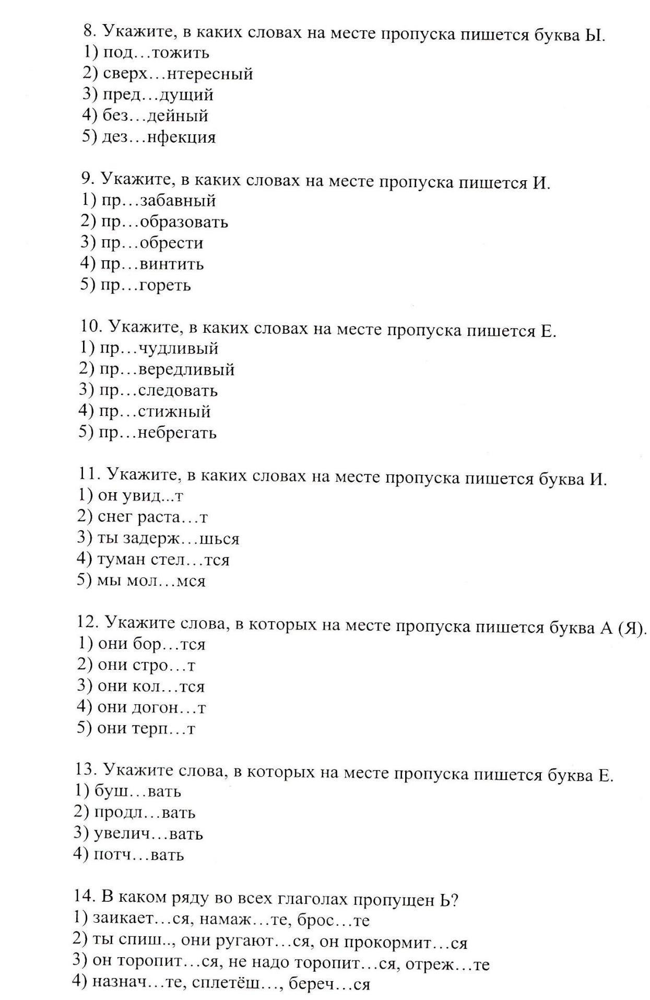 8. Укажите, в каких словах на месте пропуска пишется буква Ы.
1) под…тожить
2) сверх…нтересный
3) пред…дущий
4) без…дейный
5) дез…нфекция
9. Укажите, в каких словах на месте пропуска пишется И.
1) пр…забавный
2) пр…образовать
3) пр…обрести
4) пр…винтить
5) пр…гореть
10. Укажите, в каких словах на месте пропуска пишется Е.
1) пр…чудливый
2) пр…вередливый
3) пр…следовать
4) пр…стижный
5) пр…небрегать
11. Укажите, в каких словах на месте пропуска пишется буква И.
1) он увид...т
2) снег раста…т
3) ты задерж…шься
4) туман стел…тся
5) мы мол…мся
12. Укажите слова, в которых на месте пропуска пишется буква А (Я).
1) они бор…тся
2) они стро…т
3) они кол…тся
4) они догон…т
5) они терп…т
13. Укажите слова, в которых на месте пропуска пишется буква Е.
1) буш…вать
2) продл…вать
3) увелич…вать
4) потч…вать
14. В каком ряду во всех глаголах пропущен Ь?
1) заикает…ся, намаж…те, брос…те
2) ты спиш.., они ругают…ся, он прокормит…ся
3) он торопит…ся, не надо торопит…ся, отреж…те
4) назнач…те, сплетёш…, береч…ся